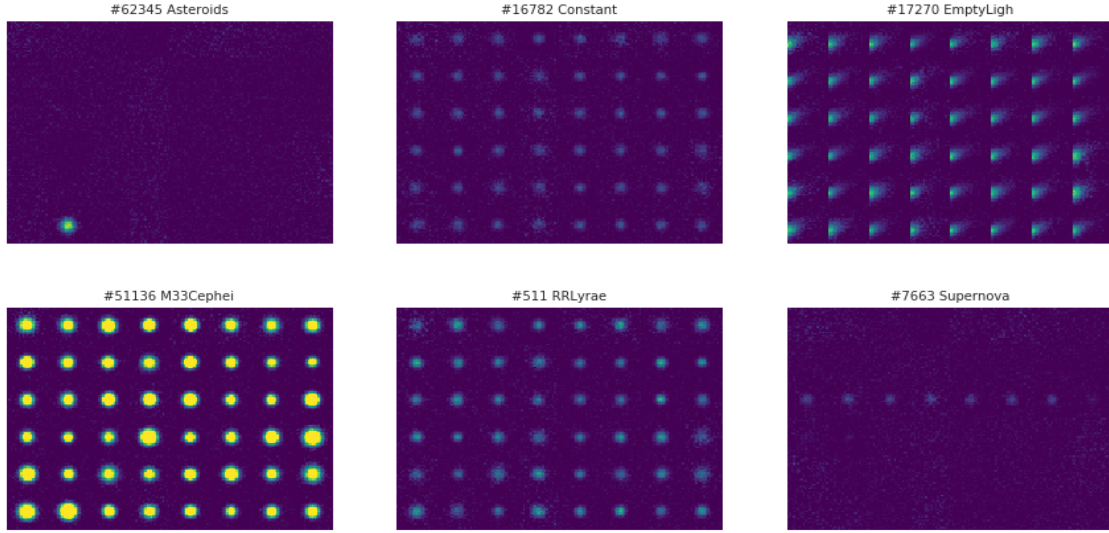 #62345 Asteroids
#16782 Constant
#17270 EmptyLigh
#51136 M33Cephei
#511 RRLyrae
#7663 Supernova